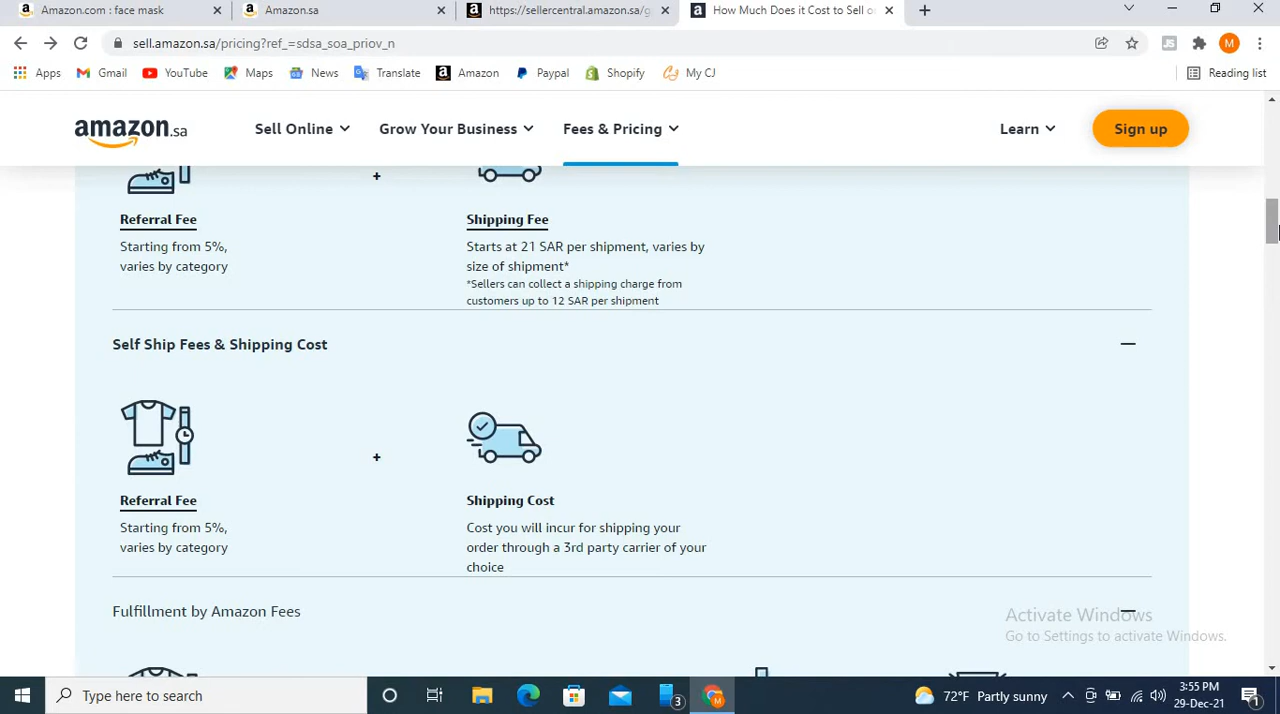 Amazon.com : face mask
Amazon.sa
https://sellercentral.amazon.sa/g
How Much Does it Cost to Sell o
sell.amazon.sa/pricing?ref_=sdsa_soa_priov_n
JS
M
Apps
Gmail
YouTube
Maps
News
Translate
Amazon
Paypal
Shopify
My CJ
Reading list
amazon.sa
Sell Online
Grow Your Business
Fees & Pricing
Learn
Sign up
+
Referral Fee
Starting from 5%,
varies by category
Shipping Fee
Starts at 21 SAR per shipment, varies by
size of shipment*
*Sellers can collect a shipping charge from
customers up to 12 SAR per shipment
Self Ship Fees & Shipping Cost
+
Referral Fee
Starting from 5%,
varies by category
Shipping Cost
Cost you will incur for shipping your
order through a 3rd party carrier of your
choice
Fulfillment by Amazon Fees
Activate Windows
Go to Settings to activate Windows.
Type here to search
3
M
72°F Partly sunny
3:55 PM
29-Dec-21
1